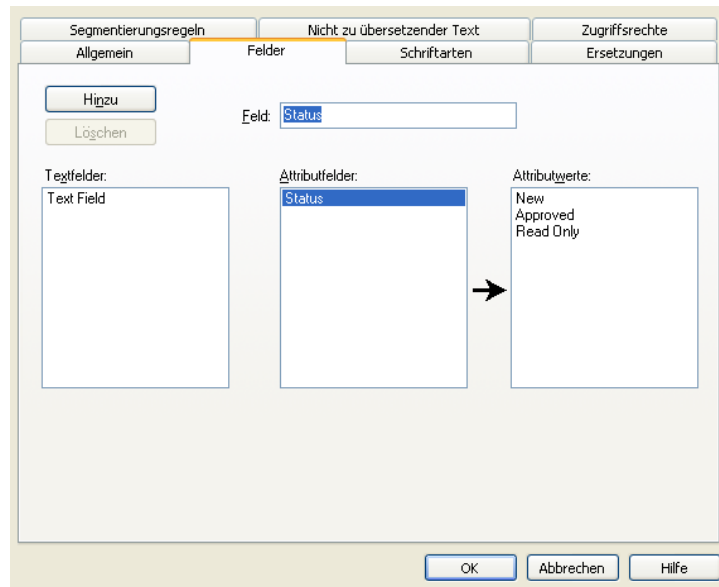 Segmentierungsregeln
Nicht zu übersetzender Text
Zugriffsrechte
Allgemein
Felder
Schriftarten
Ersetzungen
Hinzu
Feld: Status
Löschen
Textfelder:
Attributfelder:
Attributwerte:
Text Field
Status
New
Approved
Read Only
OK
Abbrechen
Hilfe